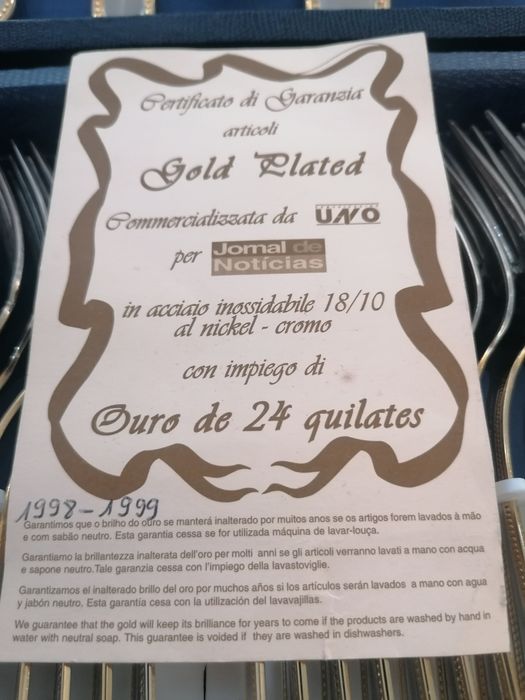 Certificato di Garanzia
articoli
Gold Plated
Commercializzata da UNO
per Jornal de
Notícias
in acciaio inossidabile 18/10
al nickel - cromo
con impiego di
Ouro de 24 quilates
1998-1999
Garantimos que o brilho do ouro se manterá inalterado por muitos anos se os artigos forem lavados à mão
e com sabão neutro. Esta garantia cessa se for utilizada máquina de lavar-louça.
Garantiamo la brillantezza inalterata dell'oro per molti anni se gli articoli verranno lavati a mano con acqua
e sapone neutro.Tale garanzia cessa con l'impiego della lavastoviglie.
Garantizamos el inalterado brillo del oro por muchos años si los artículos serán lavados a mano con agua
y jabón neutro. Esta garantía cesa con la utilización del lavavajillas.
We guarantee that the gold will keep its brilliance for years to come if the products are washed by hand in
water with neutral soap. This guarantee is voided if they are washed in dishwashers.